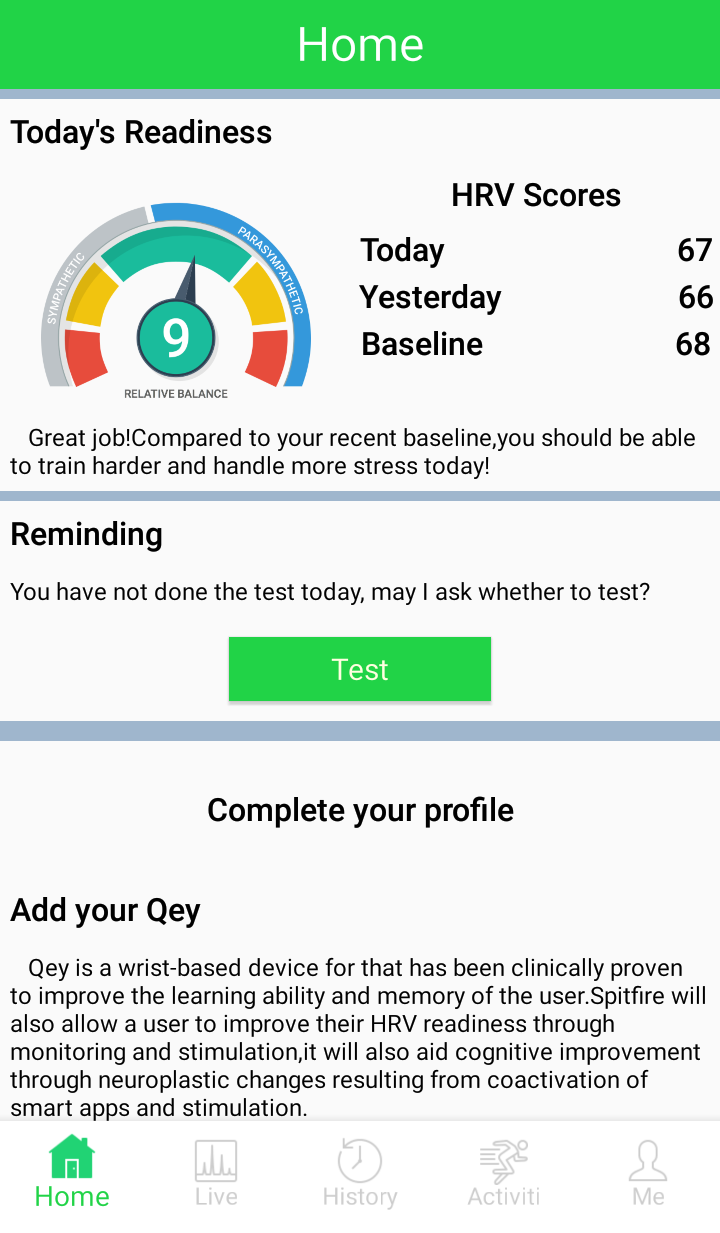 Home
Today's Readiness
SYMPATHETIC
PARASYMPATHETIC
9
RELATIVE BALANCE
HRV Scores
Today 67
Yesterday 66
Baseline 68
Great job!Compared to your recent baseline,you should be able
to train harder and handle more stress today!
Reminding
You have not done the test today, may I ask whether to test?
Test
Complete your profile
Add your Qey
Qey is a wrist-based device for that has been clinically proven
to improve the learning ability and memory of the user.Spitfire will
also allow a user to improve their HRV readiness through
monitoring and stimulation,it will also aid cognitive improvement
through neuroplastic changes resulting from coactivation of
smart apps and stimulation.
Home Live History Activiti Me